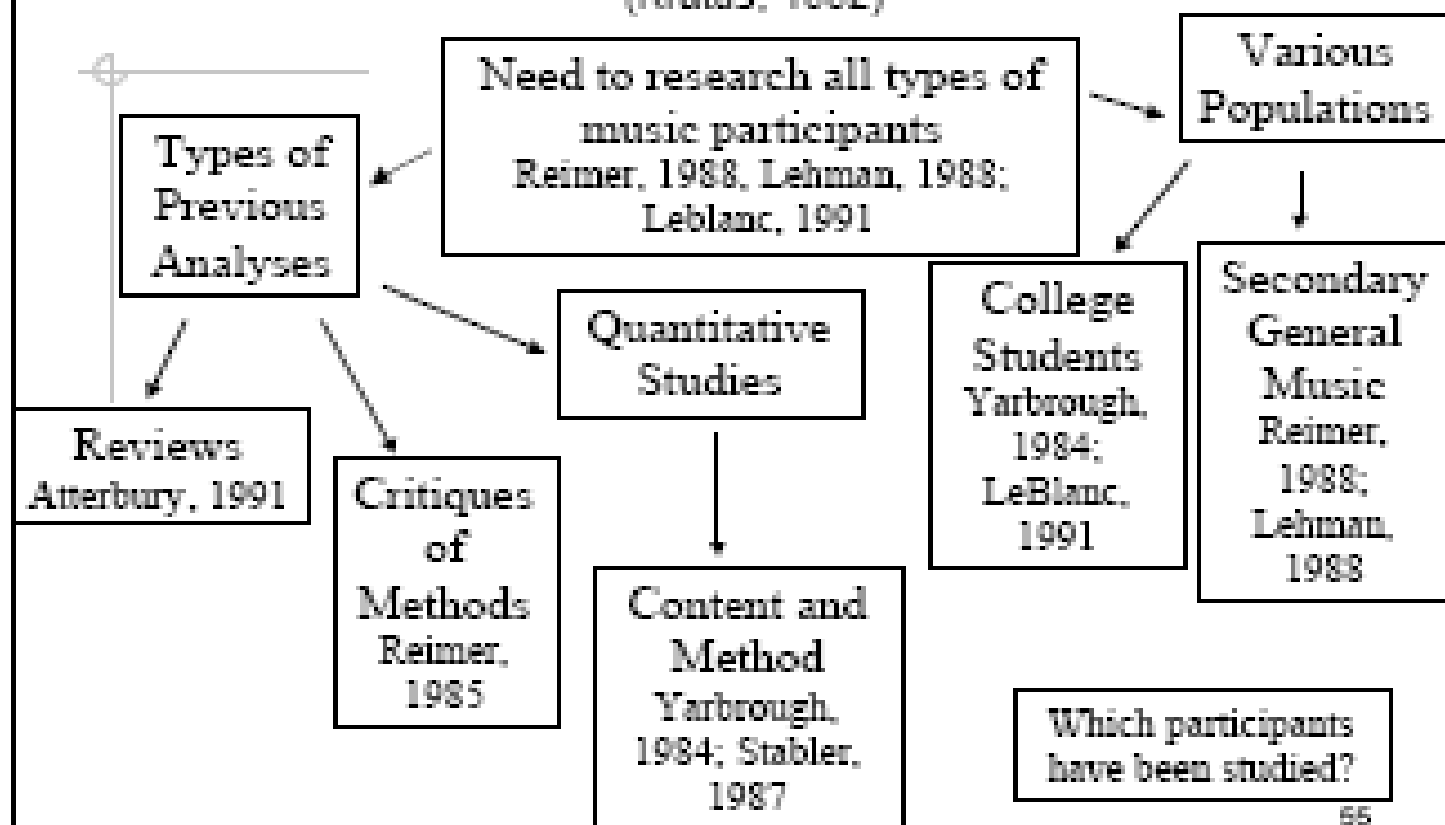 Need to research all types of
music participants
Reimer, 1988, Lehman, 1988;
Leblanc, 1991
Various
Populations
Types of
Previous
Analyses
Quantitative
Studies
College
Students
Yarbrough,
1984;
LeBlanc,
1991
Secondary
General
Music
Reimer,
1988;
Lehman,
1988
Reviews
Atterbury, 1991
Critiques
of
Methods
Reimer,
1985
Content and
Method
Yarbrough,
1984; Stabler,
1987
Which participants
have been studied?